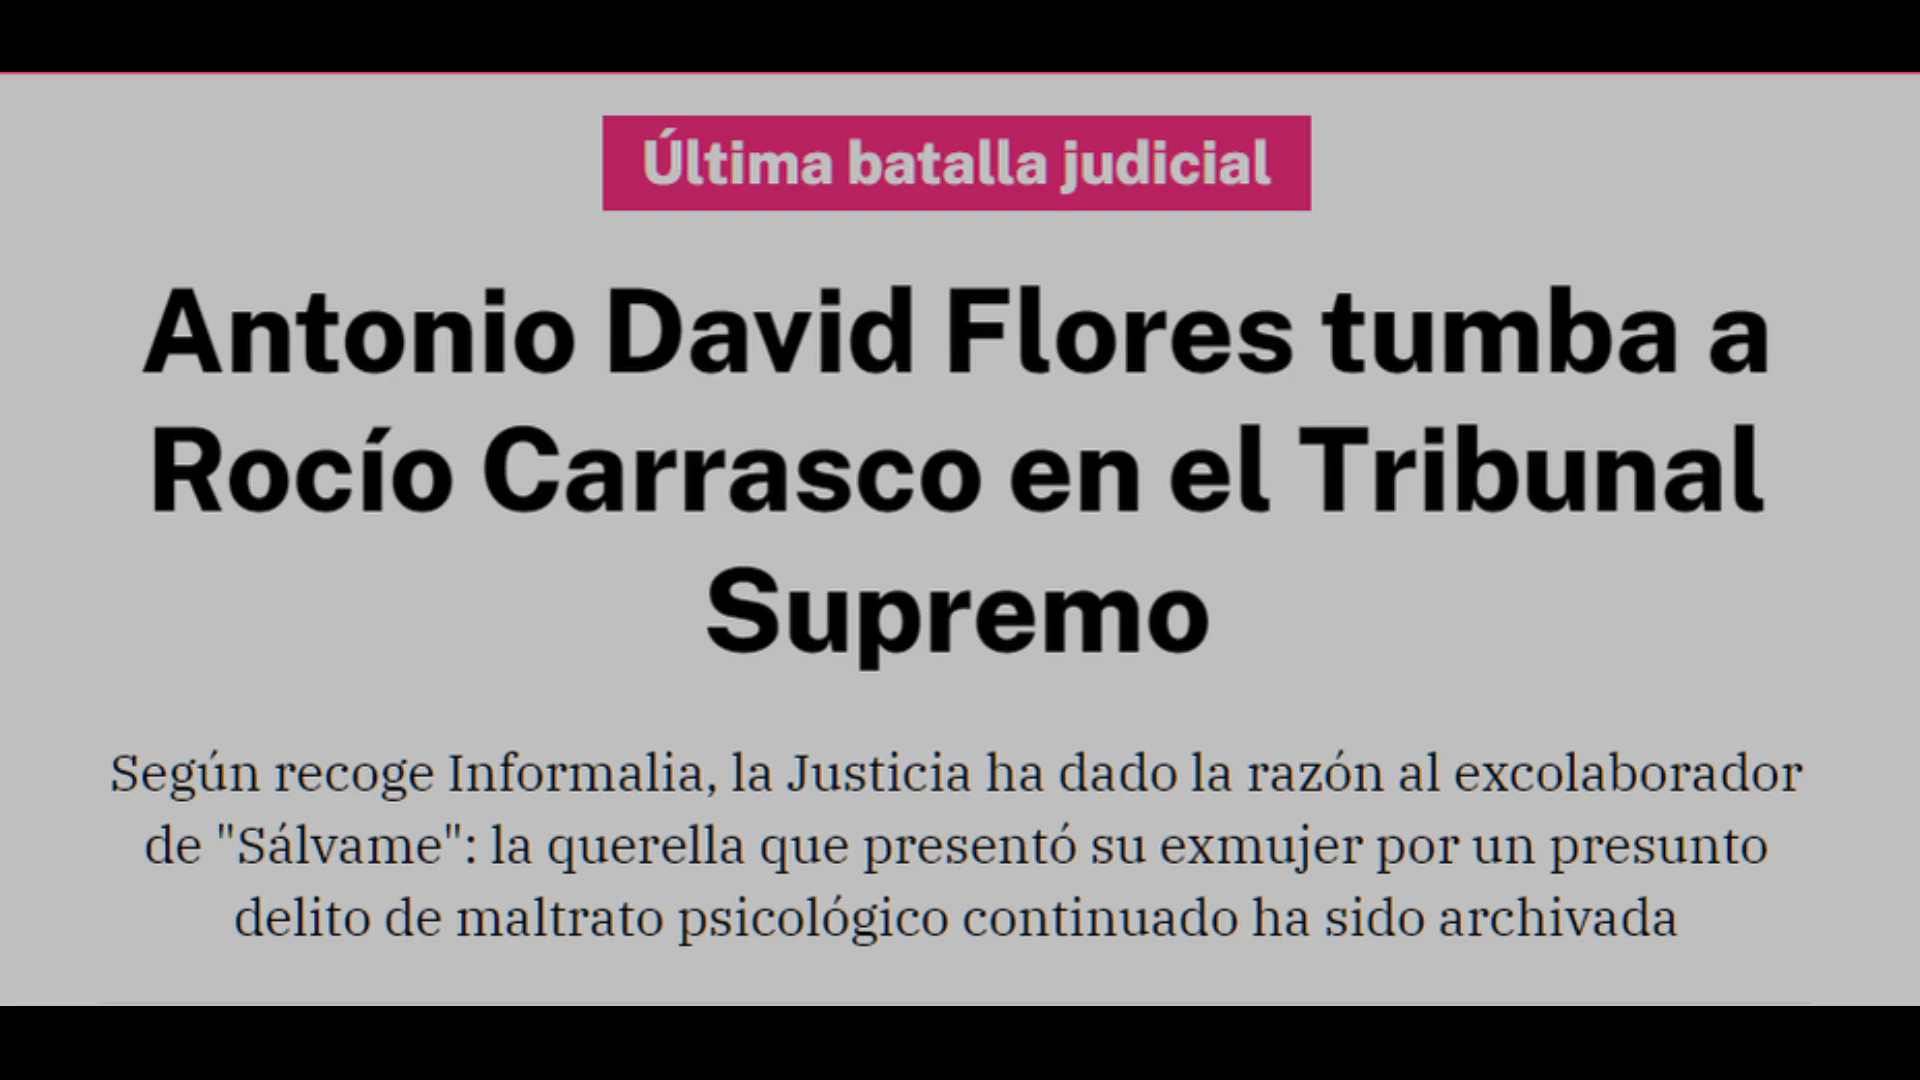 Última batalla judicial
Antonio David Flores tumba a
Rocío Carrasco en el Tribunal
Supremo
Según recoge Informalia, la Justicia ha dado la razón al excolaborador
de "Sálvame": la querella que presentó su exmujer por un presunto
delito de maltrato psicológico continuado ha sido archivada